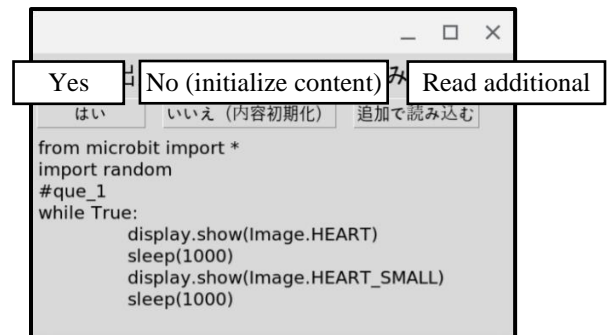 Yes No (initialize content) Read additional
はい いいえ (内容初期化) 追加で読み込む
from microbit import *
import random
#que_1
while True:
display.show(Image.HEART)
sleep(1000)
display.show(Image.HEART_SMALL)
sleep(1000)